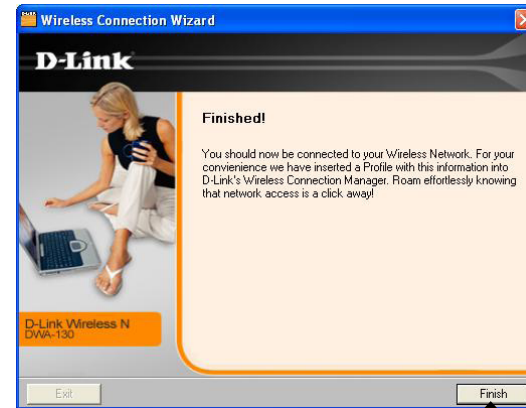 Wireless Connection Wizard
D-Link
Finished!
You should now be connected to your Wireless Network. For your
convienience we have inserted a Profile with this information into
D-Link's Wireless Connection Manager. Roam effortlessly knowing
that network access is a click away!
D-Link Wireless N
DWA-130
Exit
Finish